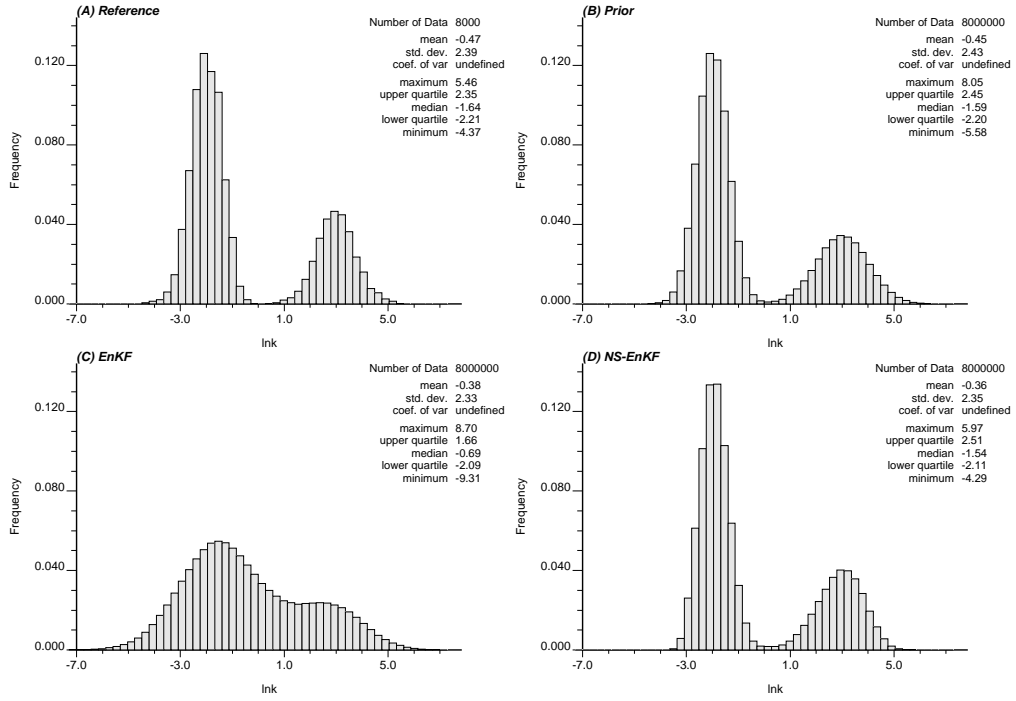 (A) Reference
Number of Data 8000
mean -0.47
std. dev. 2.39
coef. of var undefined
maximum 5.46
upper quartile 2.35
median -1.64
lower quartile -2.21
minimum -4.37
Frequency
0.120
0.080
0.040
0.000
-7.0 -3.0 1.0 5.0
lnk
(B) Prior
Number of Data 8000000
mean -0.45
std. dev. 2.43
coef. of var undefined
maximum 8.05
upper quartile 2.45
median -1.59
lower quartile -2.20
minimum -5.58
Frequency
0.120
0.080
0.040
0.000
-7.0 -3.0 1.0 5.0
lnk
(C) EnKF
Number of Data 8000000
mean -0.38
std. dev. 2.33
coef. of var undefined
maximum 8.70
upper quartile 1.66
median -0.69
lower quartile -2.09
minimum -9.31
Frequency
0.120
0.080
0.040
0.000
-7.0 -3.0 1.0 5.0
lnk
(D) NS-EnKF
Number of Data 8000000
mean -0.36
std. dev. 2.35
coef. of var undefined
maximum 5.97
upper quartile 2.51
median -1.54
lower quartile -2.11
minimum -4.29
Frequency
0.120
0.080
0.040
0.000
-7.0 -3.0 1.0 5.0
lnk